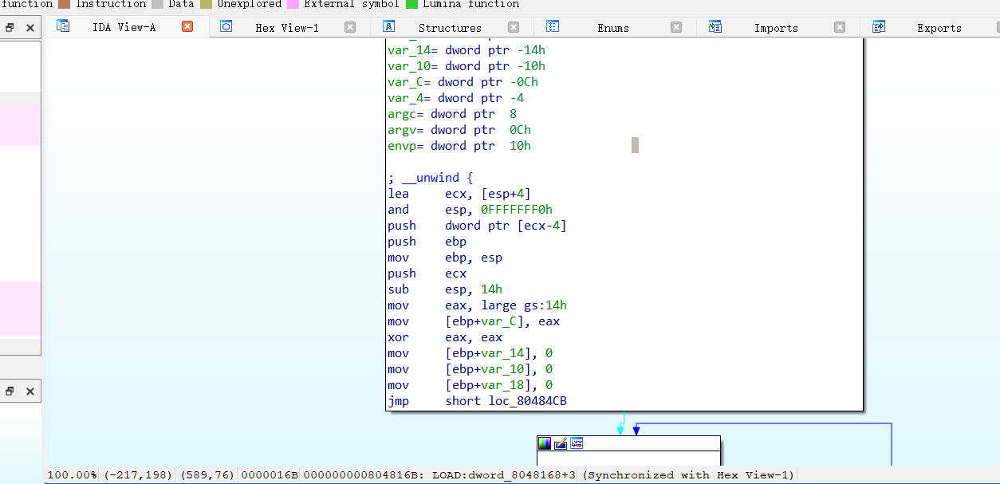 function Instruction Data Unexplored External symbol Lumina function
IDA View-A Hex View-1 Structures Enums Imports Exports
var_14= dword ptr -14h
var_10= dword ptr -10h
var_C= dword ptr -0Ch
var_4= dword ptr -4
argc= dword ptr  8
argv= dword ptr  0Ch
envp= dword ptr  10h
; __unwind {
lea     ecx, [esp+4]
and     esp, 0FFFFFFF0h
push    dword ptr [ecx-4]
push    ebp
mov     ebp, esp
push    ecx
sub     esp, 14h
mov     eax, large gs:14h
mov     [ebp+var_C], eax
xor     eax, eax
mov     [ebp+var_14], 0
mov     [ebp+var_10], 0
mov     [ebp+var_18], 0
jmp     short loc_80484CB
100.00% (-217,198) (589,76) 0000016B 000000000804816B: LOAD:dword_8048168+3 (Synchronized with Hex View-1)